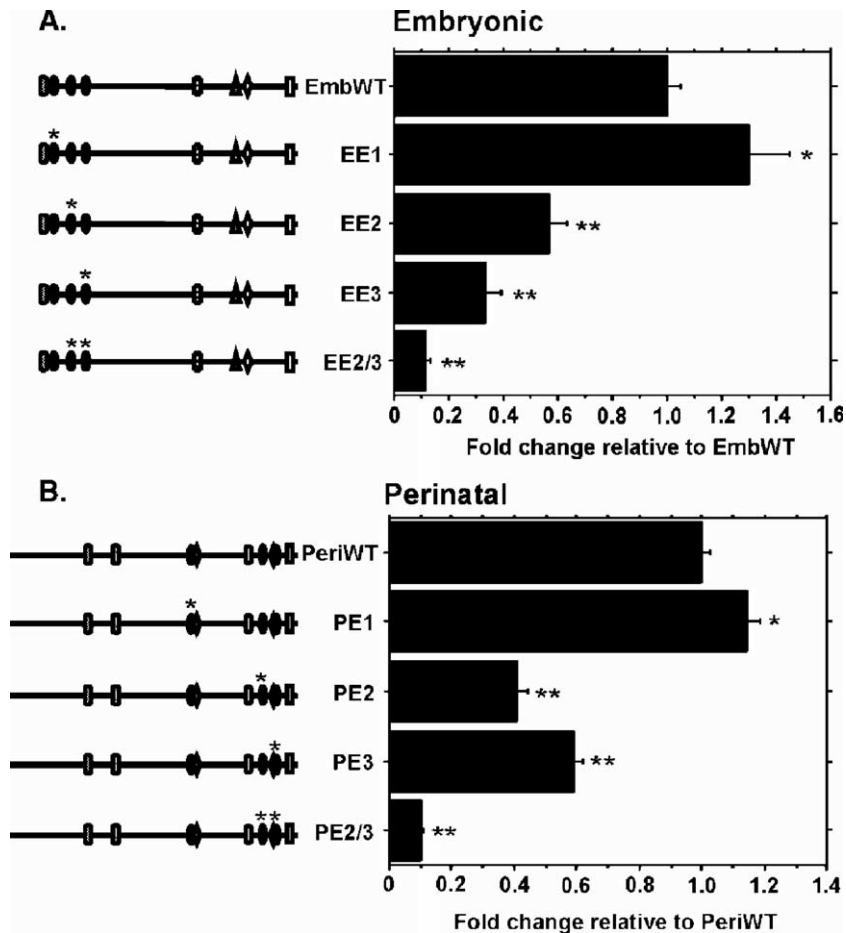 A.
Embryonic
EmbWT
*
EE1
*
*
EE2
**
*
EE3
**
**
EE2/3
**
0 0.2 0.4 0.6 0.8 1.0 1.2 1.4 1.6
Fold change relative to EmbWT
B.
Perinatal
PeriWT
*
PE1
*
*
PE2
**
*
PE3
**
**
PE2/3
**
0 0.2 0.4 0.6 0.8 1.0 1.2 1.4
Fold change relative to PeriWT